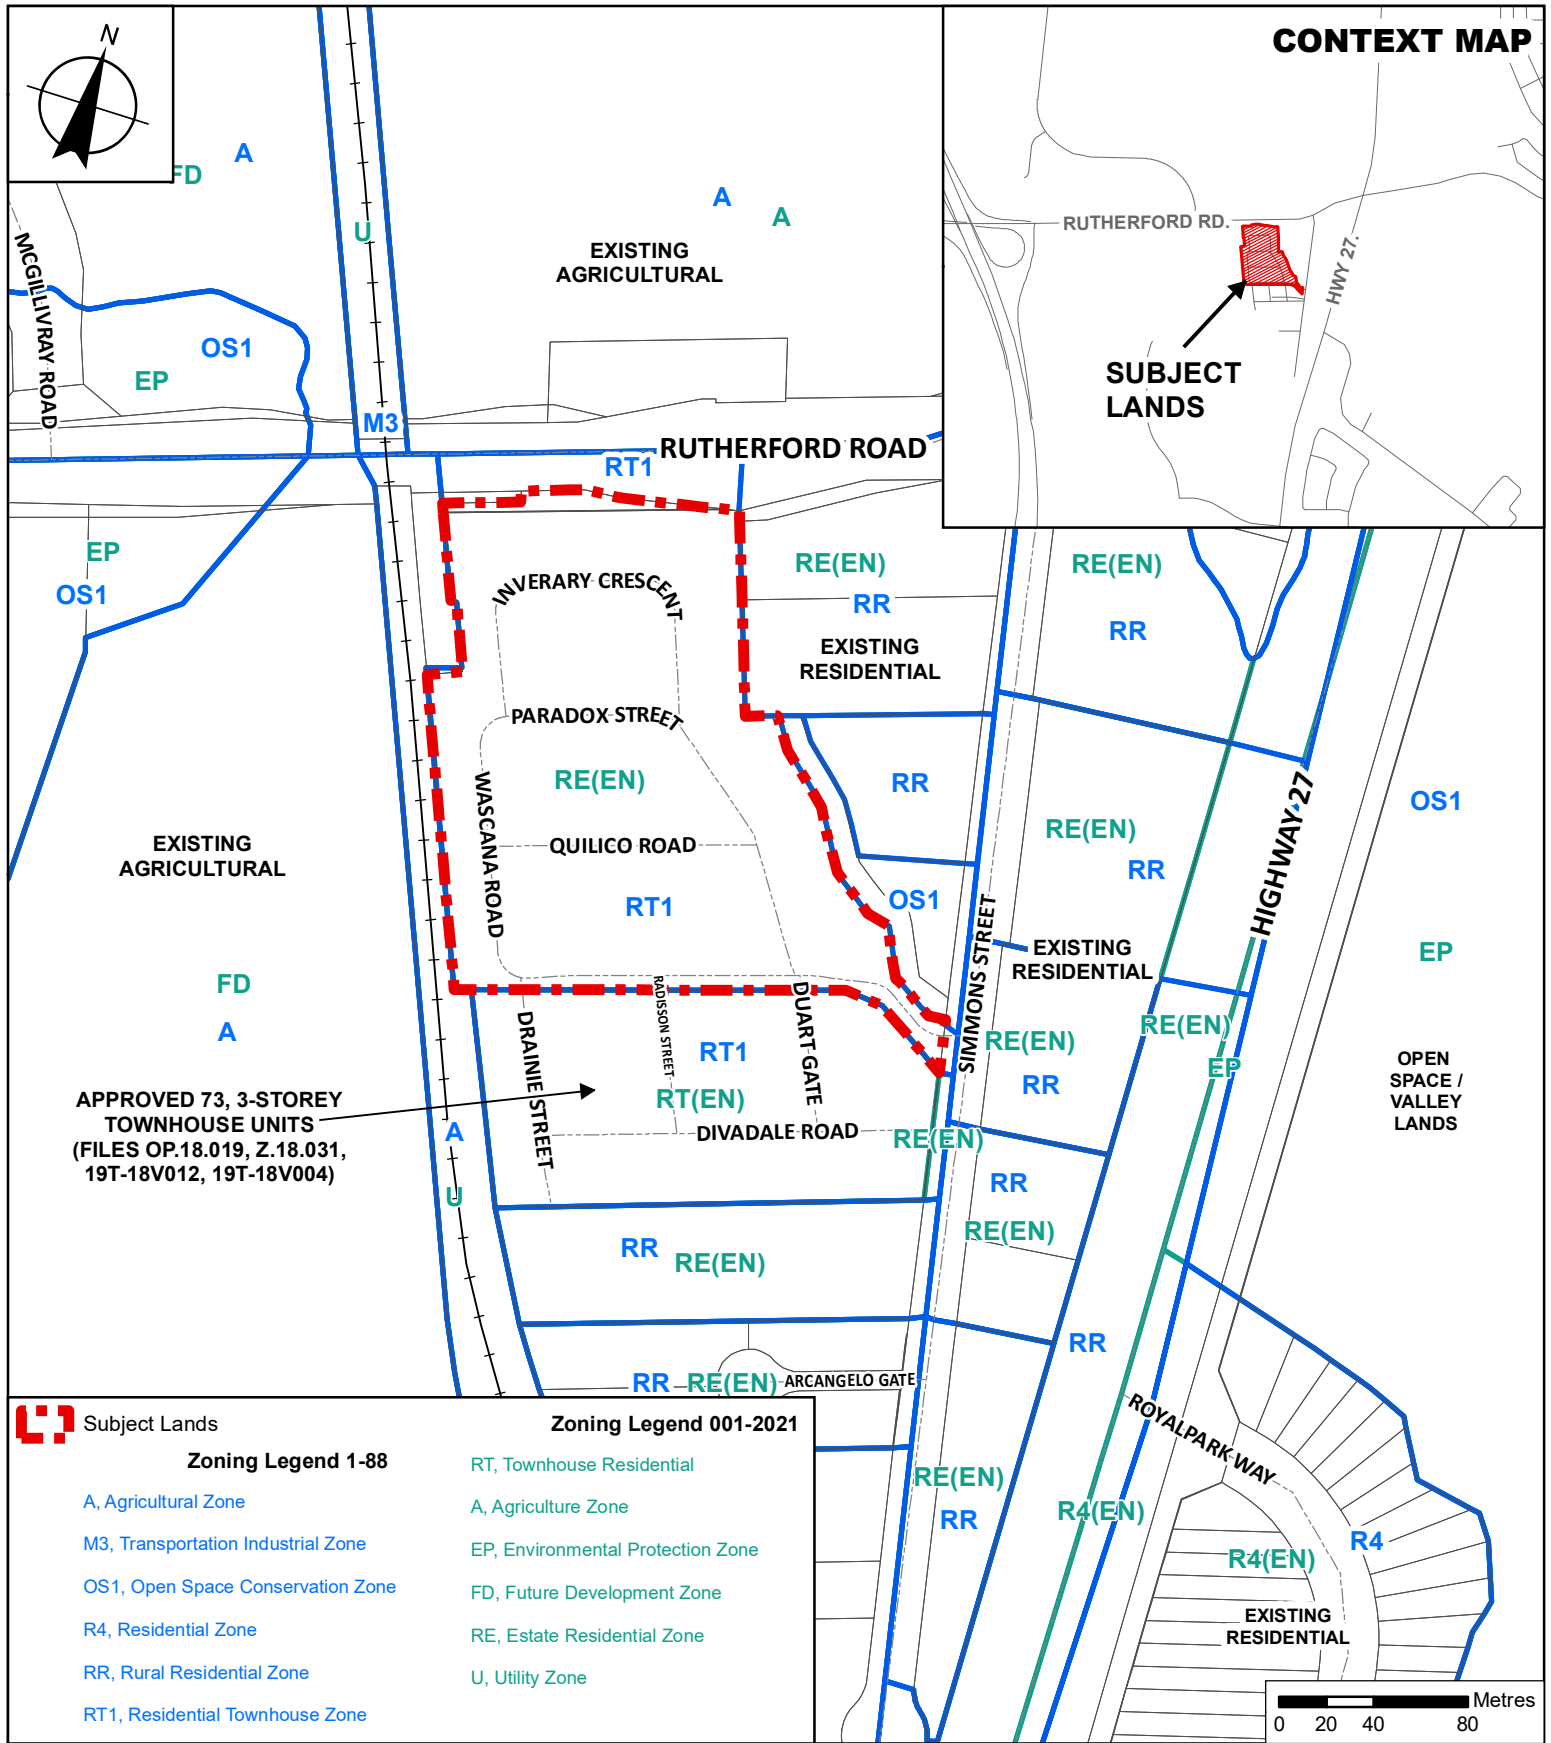 N
CONTEXT MAP
RUTHERFORD RD.
HWY 27.
SUBJECT
LANDS
A
FD
U
A
A
EXISTING
AGRICULTURAL
MCGILLIVRAY ROAD
OS1
EP
M3
RUTHERFORD ROAD
RT1
EP
OS1
INVERARY CRESCENT
RE(EN)
RR
EXISTING
RESIDENTIAL
RE(EN)
RR
PARADOX STREET
RE(EN)
WASCANA ROAD
QUILICO ROAD
RT1
RR
OS1
SIMMONS STREET
RE(EN)
RR
HIGHWAY 27
OS1
EP
EXISTING
AGRICULTURAL
EXISTING
RESIDENTIAL
FD
A
DRAINIE STREET
RADISSON STREET
DUART GATE
RT1
RT(EN)
DIVADALE ROAD
RE(EN)
RR
RE(EN)
EP
OPEN
SPACE /
VALLEY
LANDS
APPROVED 73, 3-STOREY
TOWNHOUSE UNITS
(FILES OP.18.019, Z.18.031,
19T-18V012, 19T-18V004)
A
U
RE(EN)
RR
RE(EN)
RR
RE(EN)
RR
RR
RE(EN)
ARCANGELO GATE
ROYALPARK WAY
RE(EN)
RR
R4(EN)
R4
R4(EN)
EXISTING
RESIDENTIAL
Subject Lands
Zoning Legend 1-88
A, Agricultural Zone
M3, Transportation Industrial Zone
OS1, Open Space Conservation Zone
R4, Residential Zone
RR, Rural Residential Zone
RT1, Residential Townhouse Zone
Zoning Legend 001-2021
RT, Townhouse Residential
A, Agriculture Zone
EP, Environmental Protection Zone
FD, Future Development Zone
RE, Estate Residential Zone
U, Utility Zone
Metres
0 20 40 80